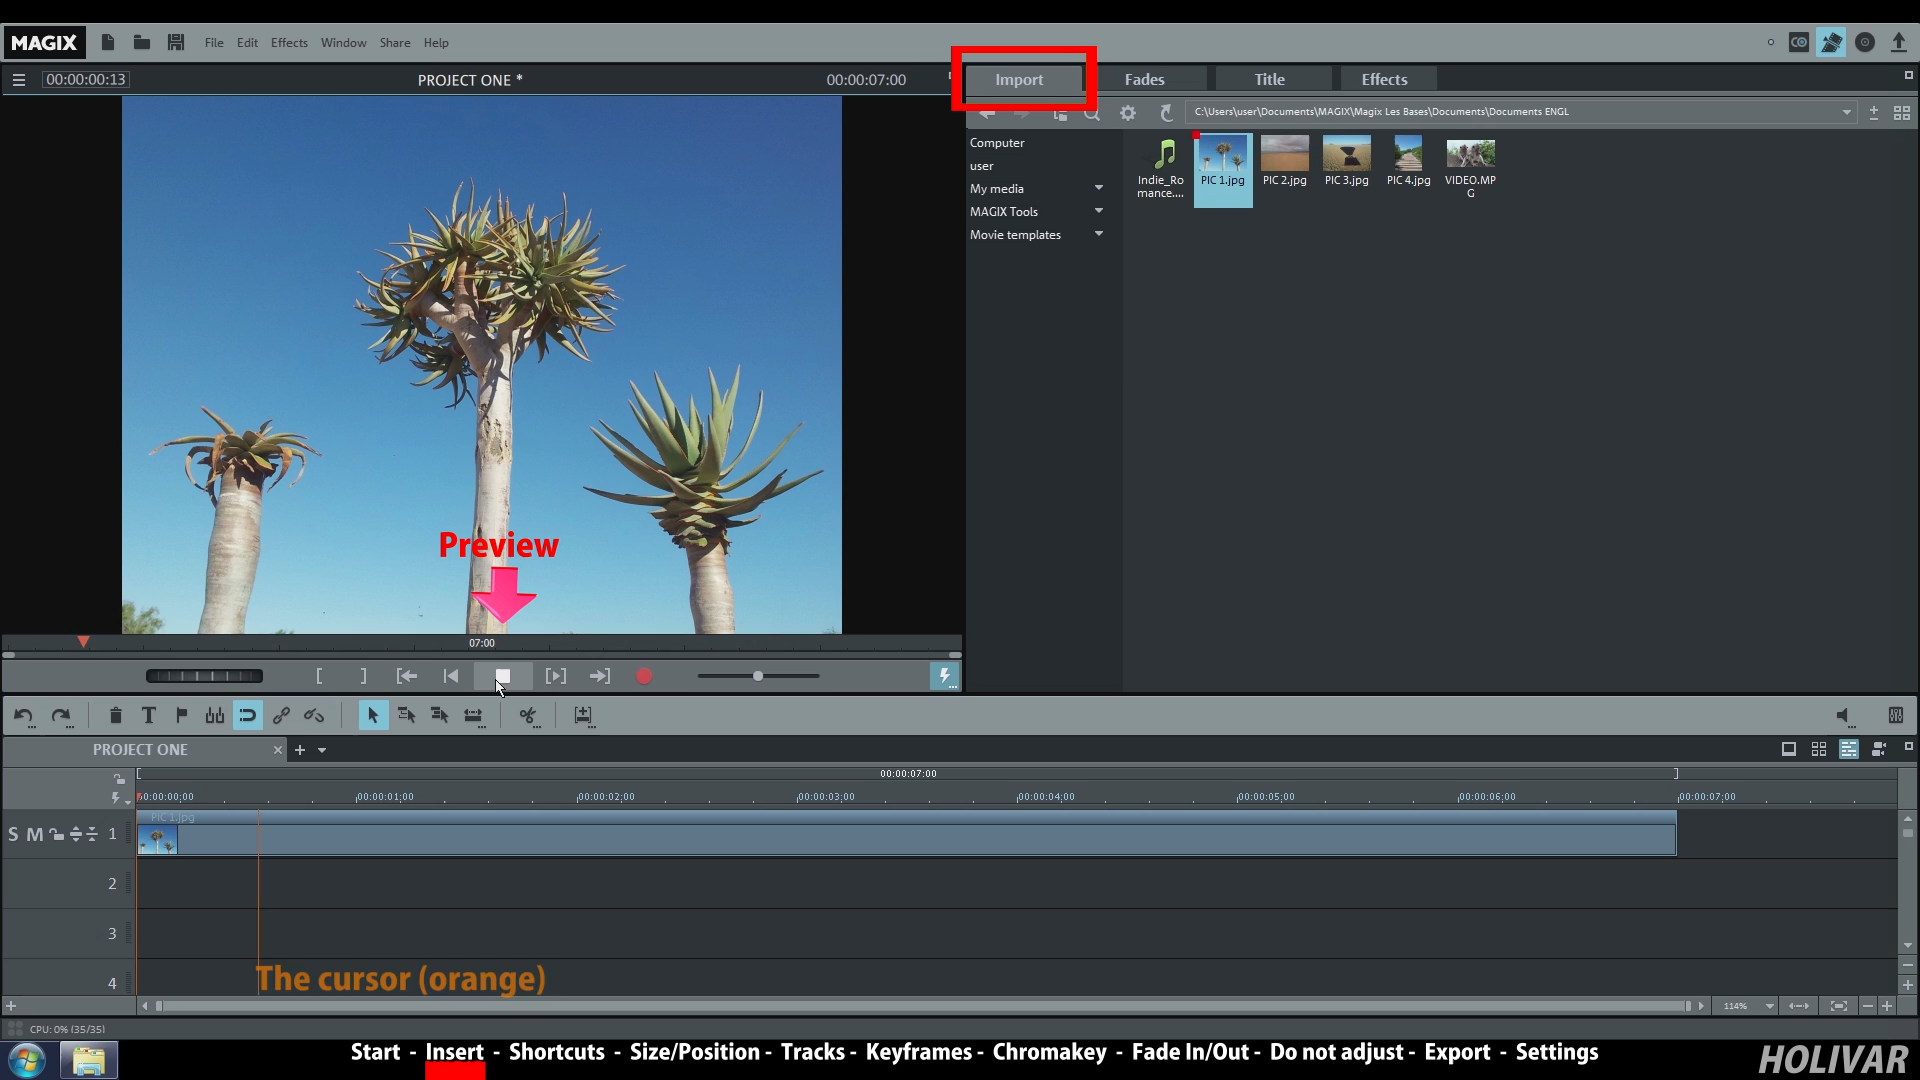 MAGIX File Edit Effects Window Share Help
00:00:00:13 PROJECT ONE * 00:00:07:00
Import Fades Title Effects
C:\Users\user\Documents\MAGIX\Magix Les Bases\Documents\Documents ENGL
Computer
user
My media
MAGIX Tools
Movie templates
Indie_Ro
mance....
PIC 1.jpg
PIC 2.jpg
PIC 3.jpg
PIC 4.jpg
VIDEO.MP
G
Preview
07:00
PROJECT ONE
00:00:07:00
00:00:00;00 00:00:01;00 00:00:02;00 00:00:03;00 00:00:04;00 00:00:05;00 00:00:06;00 00:00:07;00
PIC 1.jpg
S M 1
2
3
4
The cursor (orange)
114%
CPU: 0% (35/35)
Start - Insert - Shortcuts - Size/Position - Tracks - Keyframes - Chromakey - Fade In/Out - Do not adjust - Export - Settings
HOLIVAR